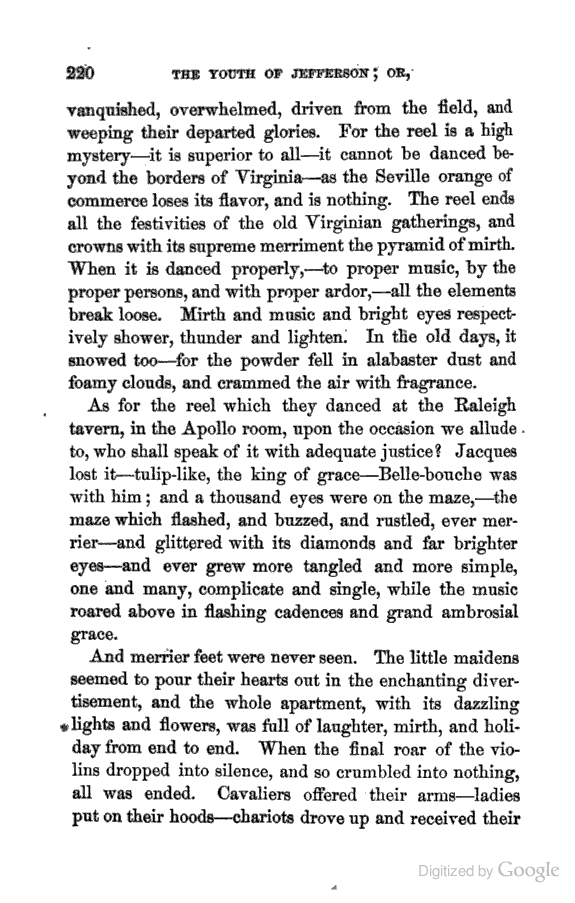 220 THE YOUTH OF JEFFERSON; OR,
vanquished, overwhelmed, driven from the field, and
weeping their departed glories. For the reel is a high
mystery—it is superior to all—it cannot be danced be-
yond the borders of Virginia—as the Seville orange of
commerce loses its flavor, and is nothing. The reel ends
all the festivities of the old Virginian gatherings, and
crowns with its supreme merriment the pyramid of mirth.
When it is danced properly,—to proper music, by the
proper persons, and with proper ardor,—all the elements
break loose. Mirth and music and bright eyes respect-
ively shower, thunder and lighten. In the old days, it
snowed too—for the powder fell in alabaster dust and
foamy clouds, and crammed the air with fragrance.
As for the reel which they danced at the Raleigh
tavern, in the Apollo room, upon the occasion we allude
to, who shall speak of it with adequate justice? Jacques
lost it—tulip-like, the king of grace—Belle-bouche was
with him; and a thousand eyes were on the maze,—the
maze which flashed, and buzzed, and rustled, ever mer-
rier—and glittered with its diamonds and far brighter
eyes—and ever grew more tangled and more simple,
one and many, complicate and single, while the music
roared above in flashing cadences and grand ambrosial
grace.
And merrier feet were never seen. The little maidens
seemed to pour their hearts out in the enchanting diver-
tisement, and the whole apartment, with its dazzling
lights and flowers, was full of laughter, mirth, and holi-
day from end to end. When the final roar of the vio-
lins dropped into silence, and so crumbled into nothing,
all was ended. Cavaliers offered their arms—ladies
put on their hoods—chariots drove up and received their
Digitized by Google